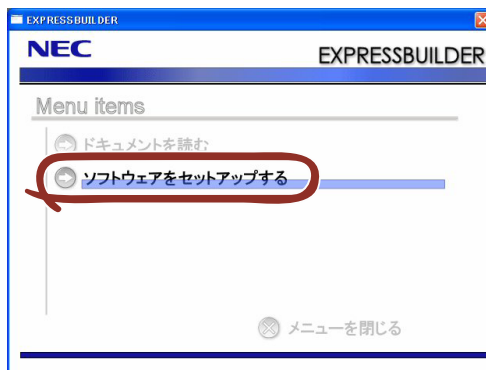 EXPRESSBUILDER
NEC
EXPRESSBUILDER
Menu items
ドキュメントを読む
ソフトウェアをセットアップする
メニューを閉じる